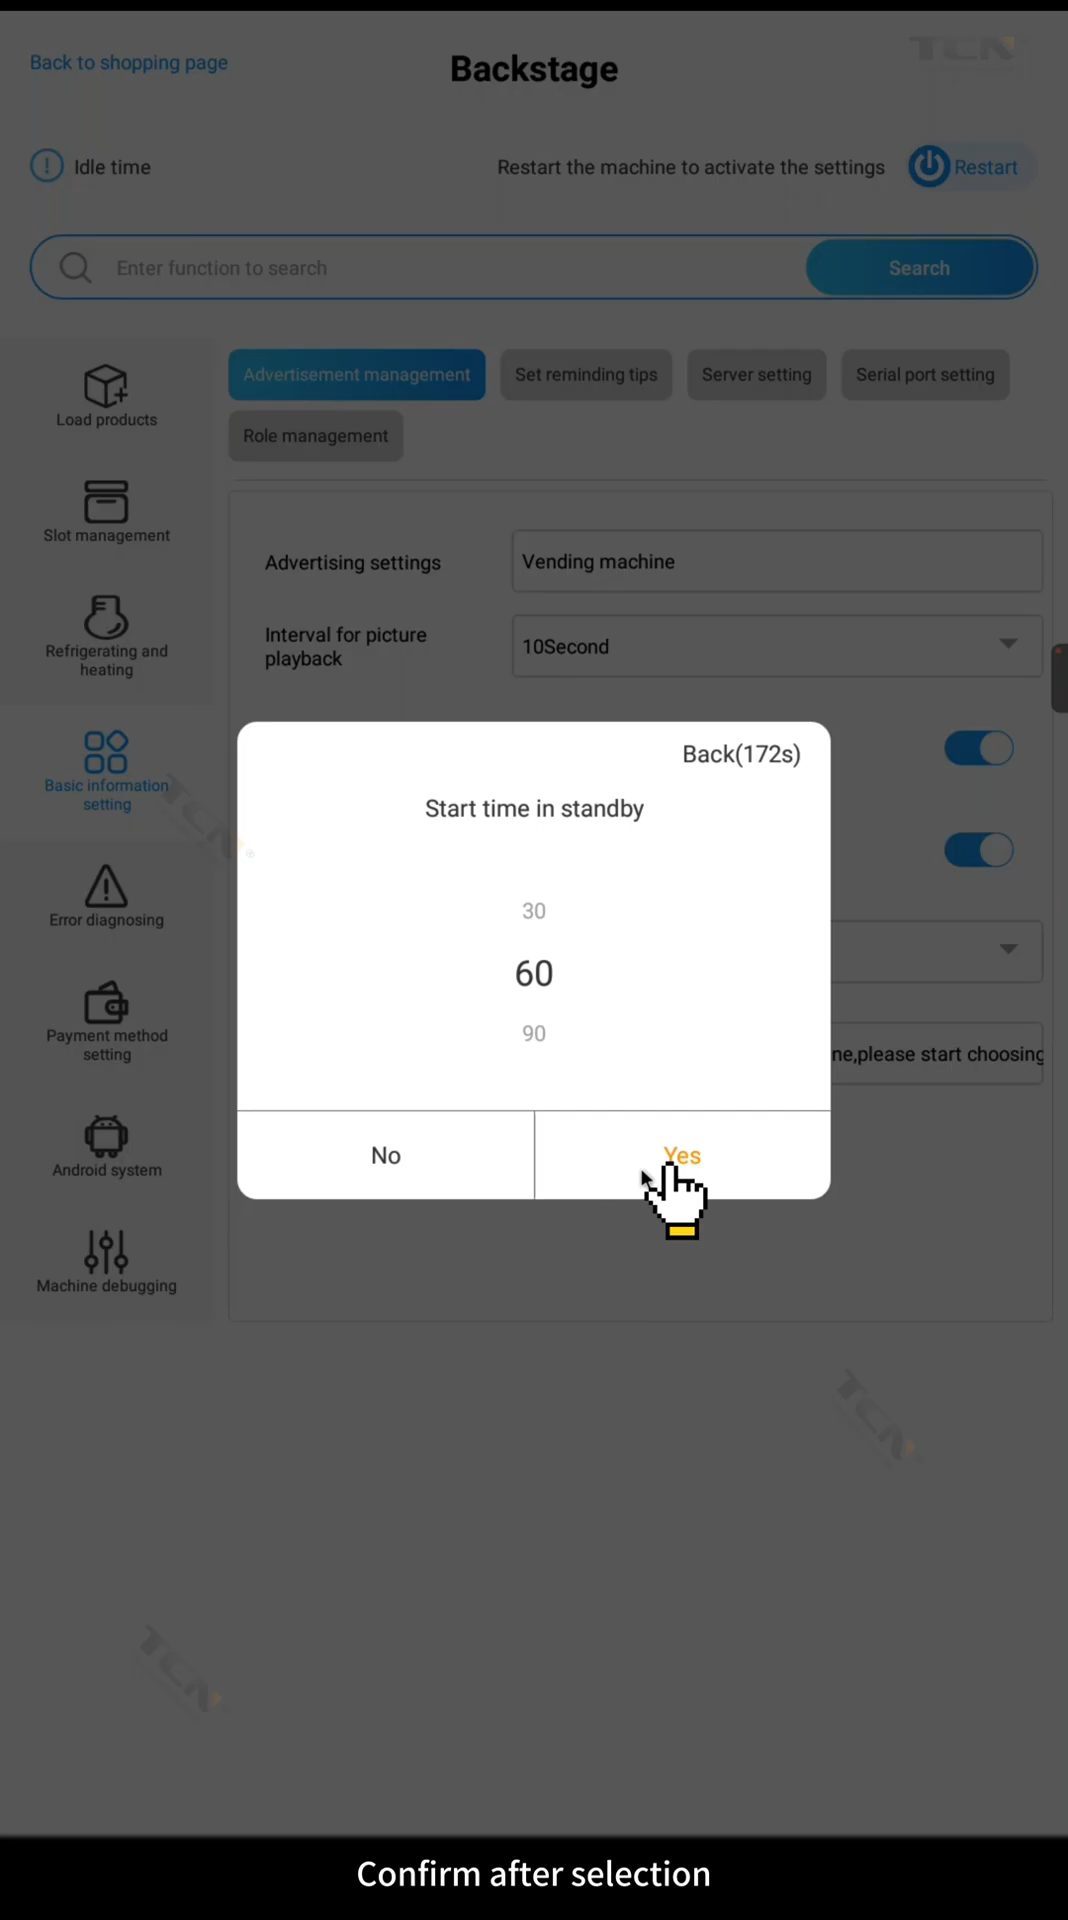 TCN
Back to shopping page
Backstage
Idle time
Restart the machine to activate the settings
Restart
Enter function to search
Search
Load products
Slot management
Refrigerating and
heating
Basic information
setting
Error diagnosing
Payment method
setting
Android system
Machine debugging
Advertisement management
Set reminding tips
Server setting
Serial port setting
Role management
Advertising settings
Vending machine
Interval for picture
playback
10Second
Back(172s)
Start time in standby
30
60
90
ne,please start choosing
No
Yes
TCN
TCN
TCN
Confirm after selection